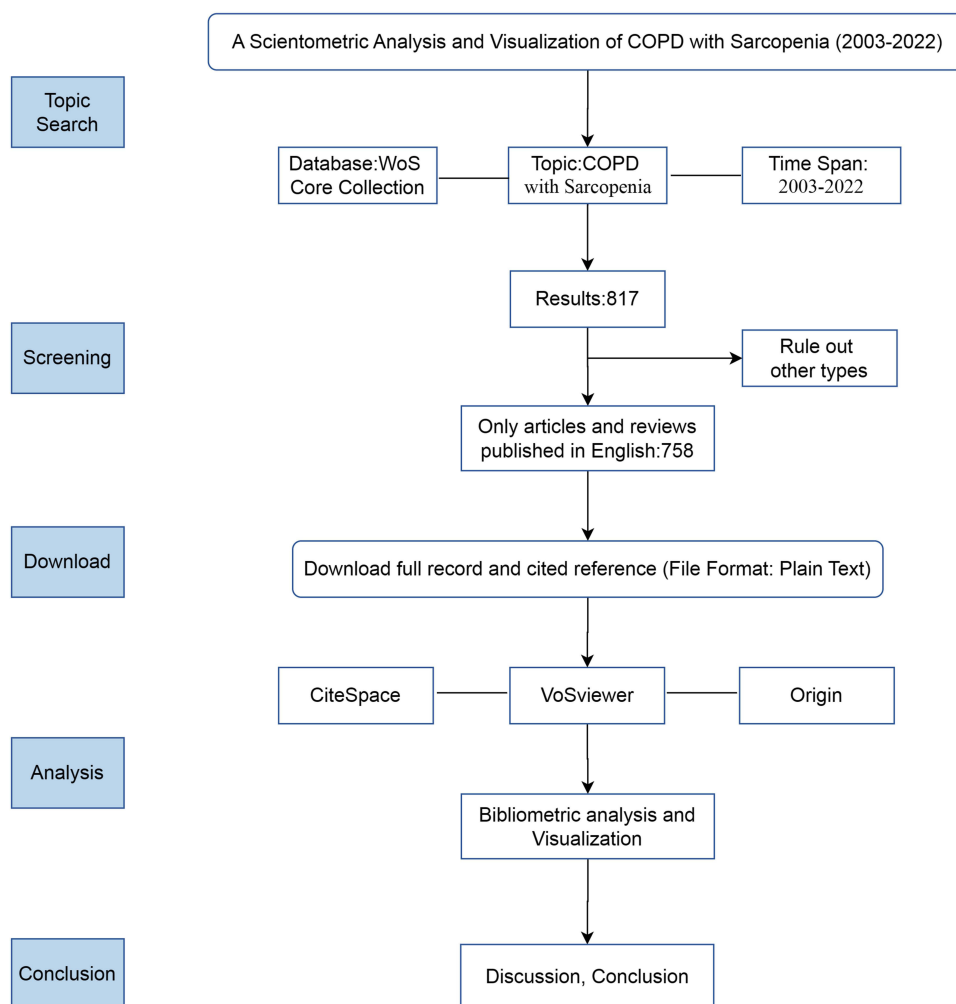 A Scientometric Analysis and Visualization of COPD with Sarcopenia (2003-2022)
Topic
Search
Database:WoS
Core Collection
Topic:COPD
with Sarcopenia
Time Span:
2003-2022
Results:817
Screening
Rule out
other types
Only articles and reviews
published in English:758
Download
Download full record and cited reference (File Format: Plain Text)
CiteSpace
VoSviewer
Origin
Analysis
Bibliometric analysis and
Visualization
Conclusion
Discussion, Conclusion